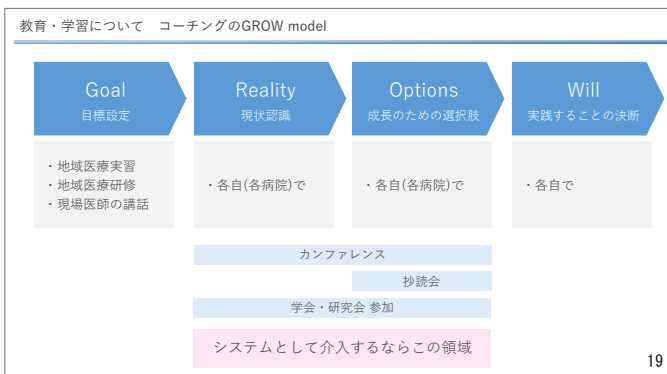 教育・学習について　コーチングのGROW model
Goal
目標設定
Reality
現状認識
Options
成長のための選択肢
Will
実践することの決断
・地域医療実習
・地域医療研修
・現場医師の講話
・各自(各病院)で
・各自(各病院)で
・各自で
カンファレンス
抄読会
学会・研究会 参加
システムとして介入するならこの領域
19